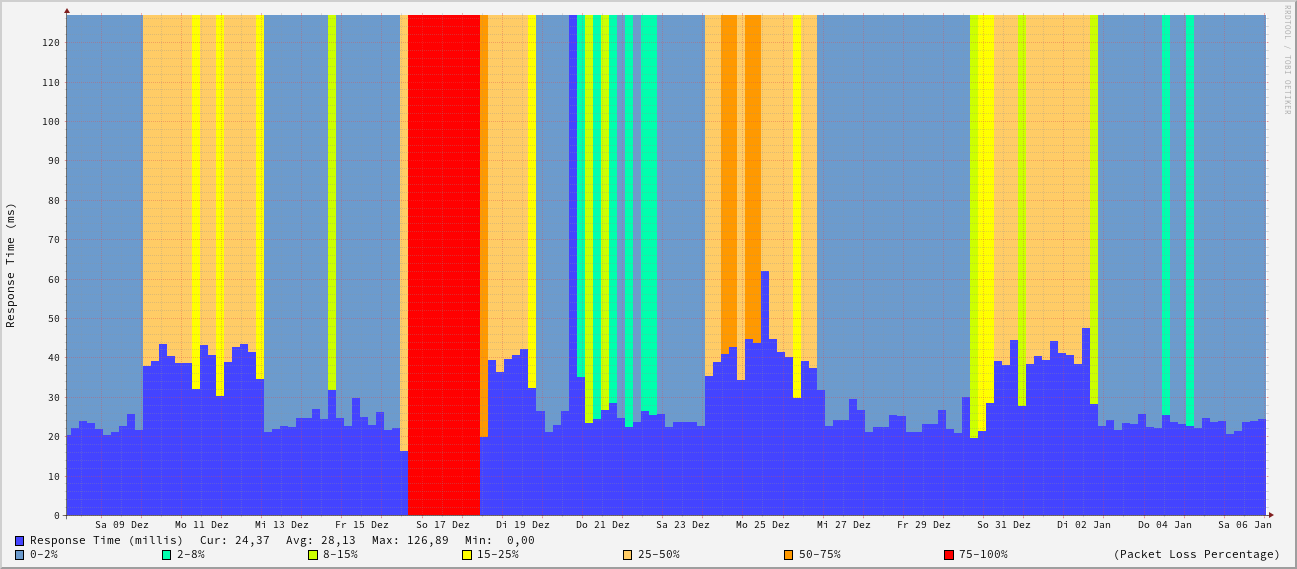 RRDTOOL / TOBI OETIKER
Response Time (ms)
120
110
100
90
80
70
60
50
40
30
20
10
0
Sa 09 Dez Mo 11 Dez Mi 13 Dez Fr 15 Dez So 17 Dez Di 19 Dez Do 21 Dez Sa 23 Dez Mo 25 Dez Mi 27 Dez Fr 29 Dez So 31 Dez Di 02 Jan Do 04 Jan Sa 06 Jan
Response Time (millis) Cur: 24,37 Avg: 28,13 Max: 126,89 Min: 0,00
0-2% 2-8% 8-15% 15-25% 25-50% 50-75% 75-100% (Packet Loss Percentage)